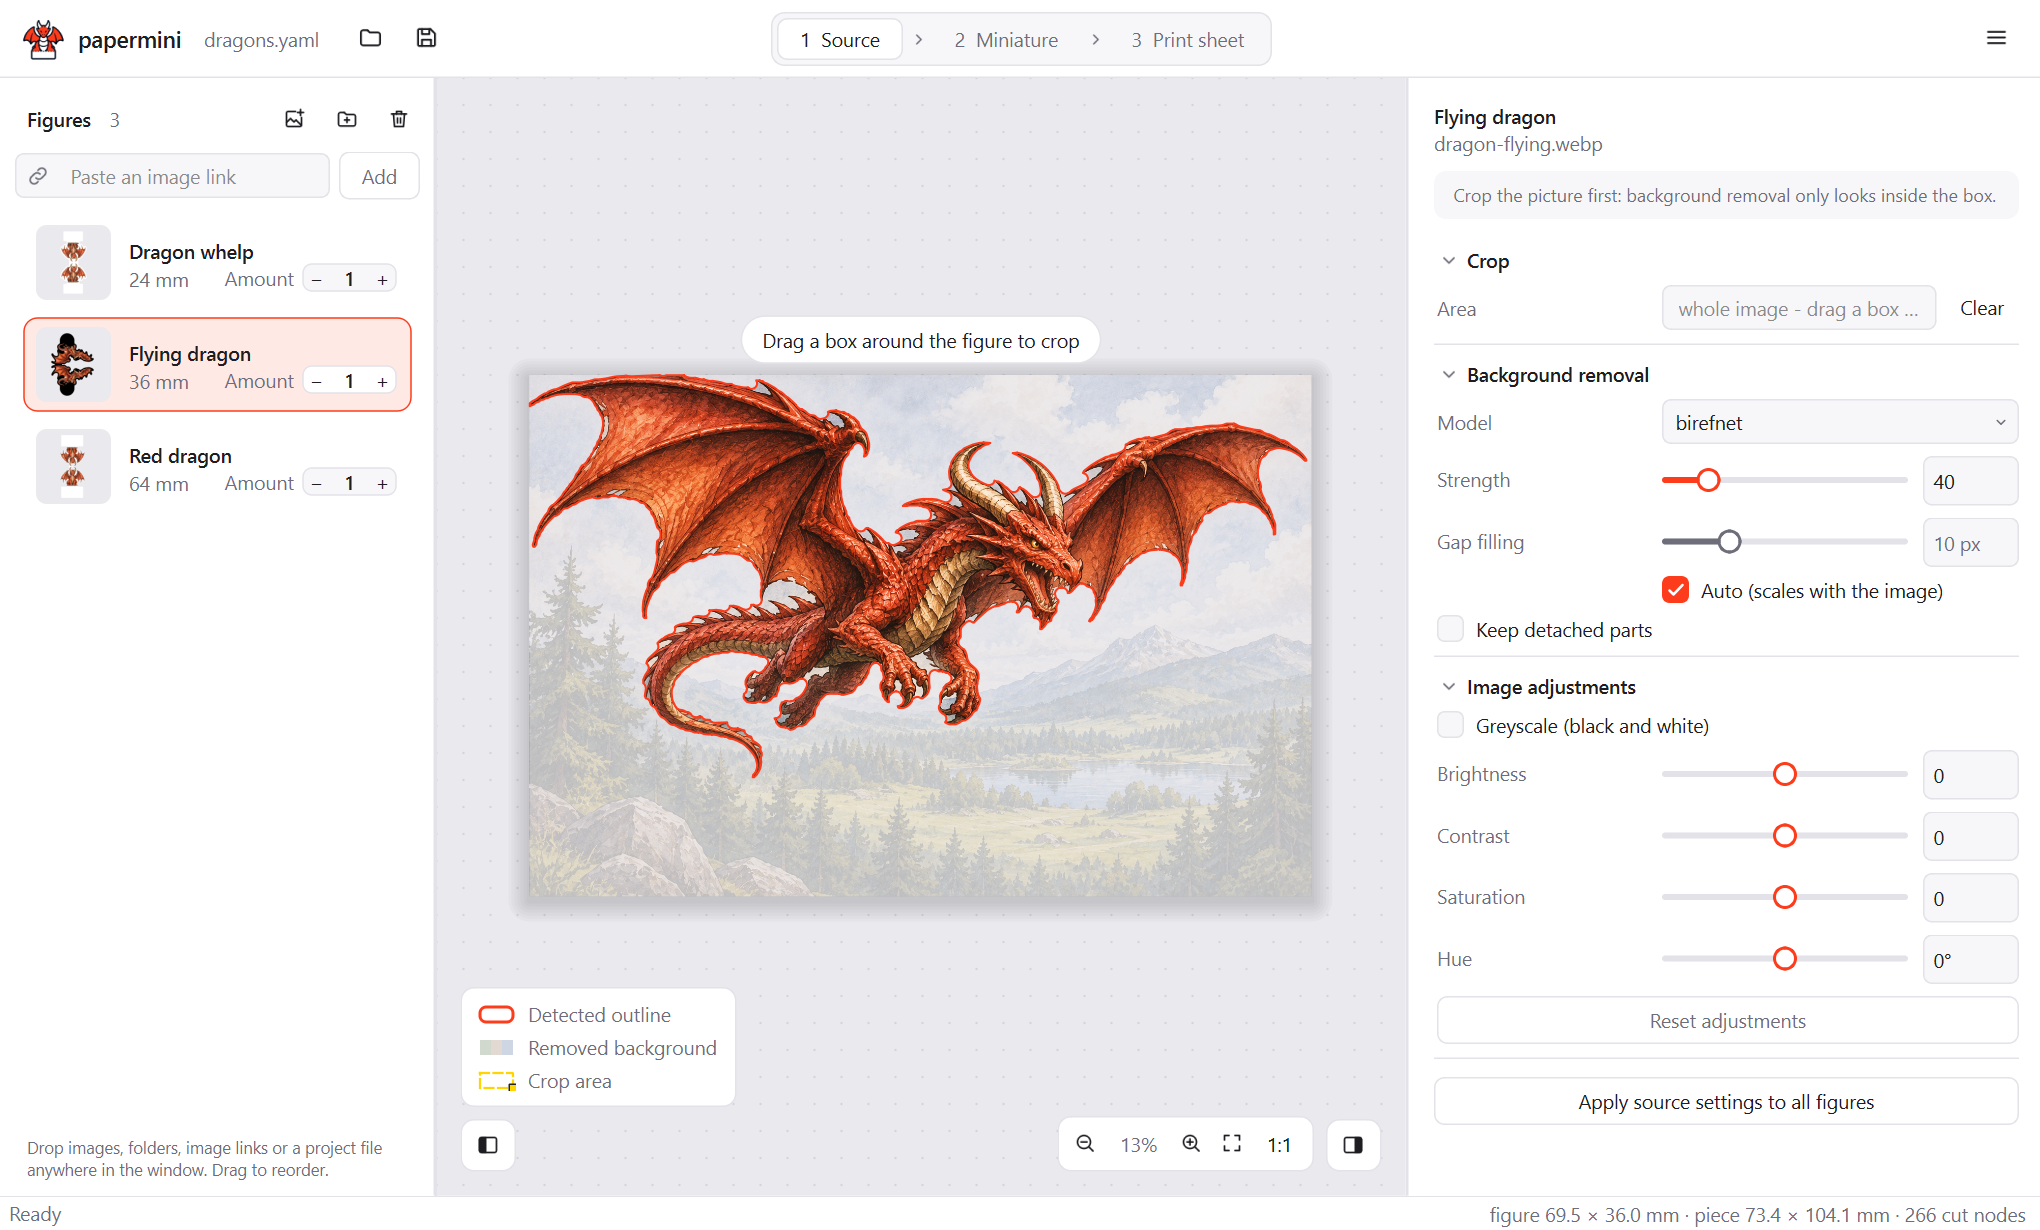 papermini
dragons.yaml
1 Source
2 Miniature
3 Print sheet
Figures 3
Paste an image link
Add
Dragon whelp
24 mm Amount − 1 +
Flying dragon
36 mm Amount − 1 +
Red dragon
64 mm Amount − 1 +
Drop images, folders, image links or a project file
anywhere in the window. Drag to reorder.
Drag a box around the figure to crop
Detected outline
Removed background
Crop area
13%
1:1
Flying dragon
dragon-flying.webp
Crop the picture first: background removal only looks inside the box.
Crop
Area whole image - drag a box ... Clear
Background removal
Model birefnet
Strength 40
Gap filling 10 px
Auto (scales with the image)
Keep detached parts
Image adjustments
Greyscale (black and white)
Brightness 0
Contrast 0
Saturation 0
Hue 0°
Reset adjustments
Apply source settings to all figures
Ready
figure 69.5 × 36.0 mm · piece 73.4 × 104.1 mm · 266 cut nodes